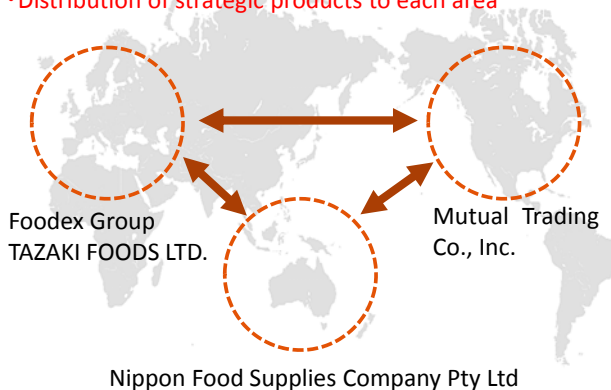 ・Distribution of strategic products to each area
Foodex Group
TAZAKI FOODS LTD.
Mutual Trading
Co., Inc.
Nippon Food Supplies Company Pty Ltd